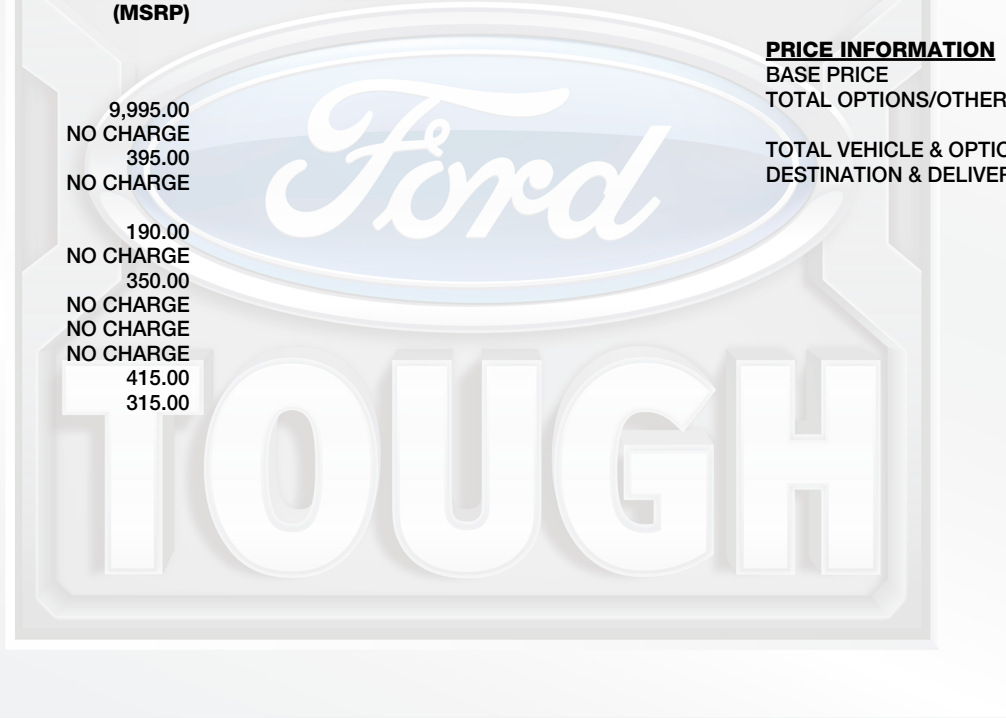 (MSRP)
9,995.00
NO CHARGE
395.00
NO CHARGE
190.00
NO CHARGE
350.00
NO CHARGE
NO CHARGE
NO CHARGE
415.00
315.00
PRICE INFORMATION
BASE PRICE
TOTAL OPTIONS/OTHER
TOTAL VEHICLE & OPTIO
DESTINATION & DELIVER
Ford
TOUGH